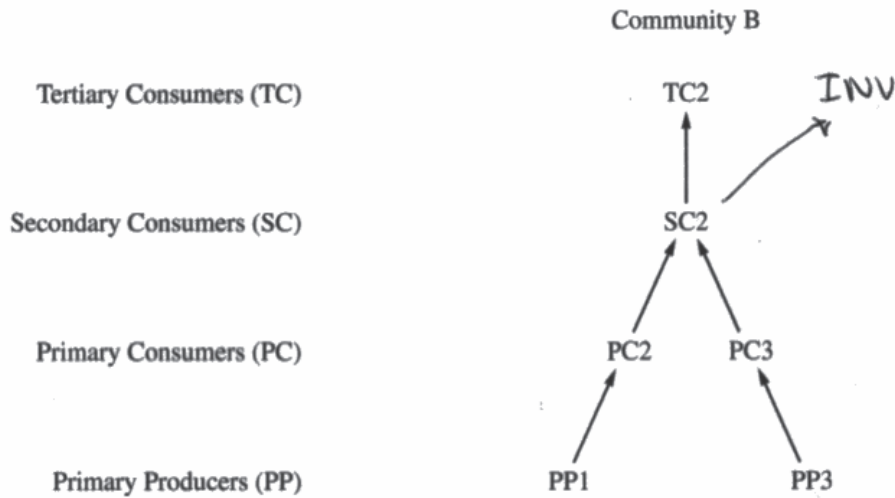 Community B
Tertiary Consumers (TC) TC2 INV
Secondary Consumers (SC) SC2
Primary Consumers (PC) PC2 PC3
Primary Producers (PP) PP1 PP3